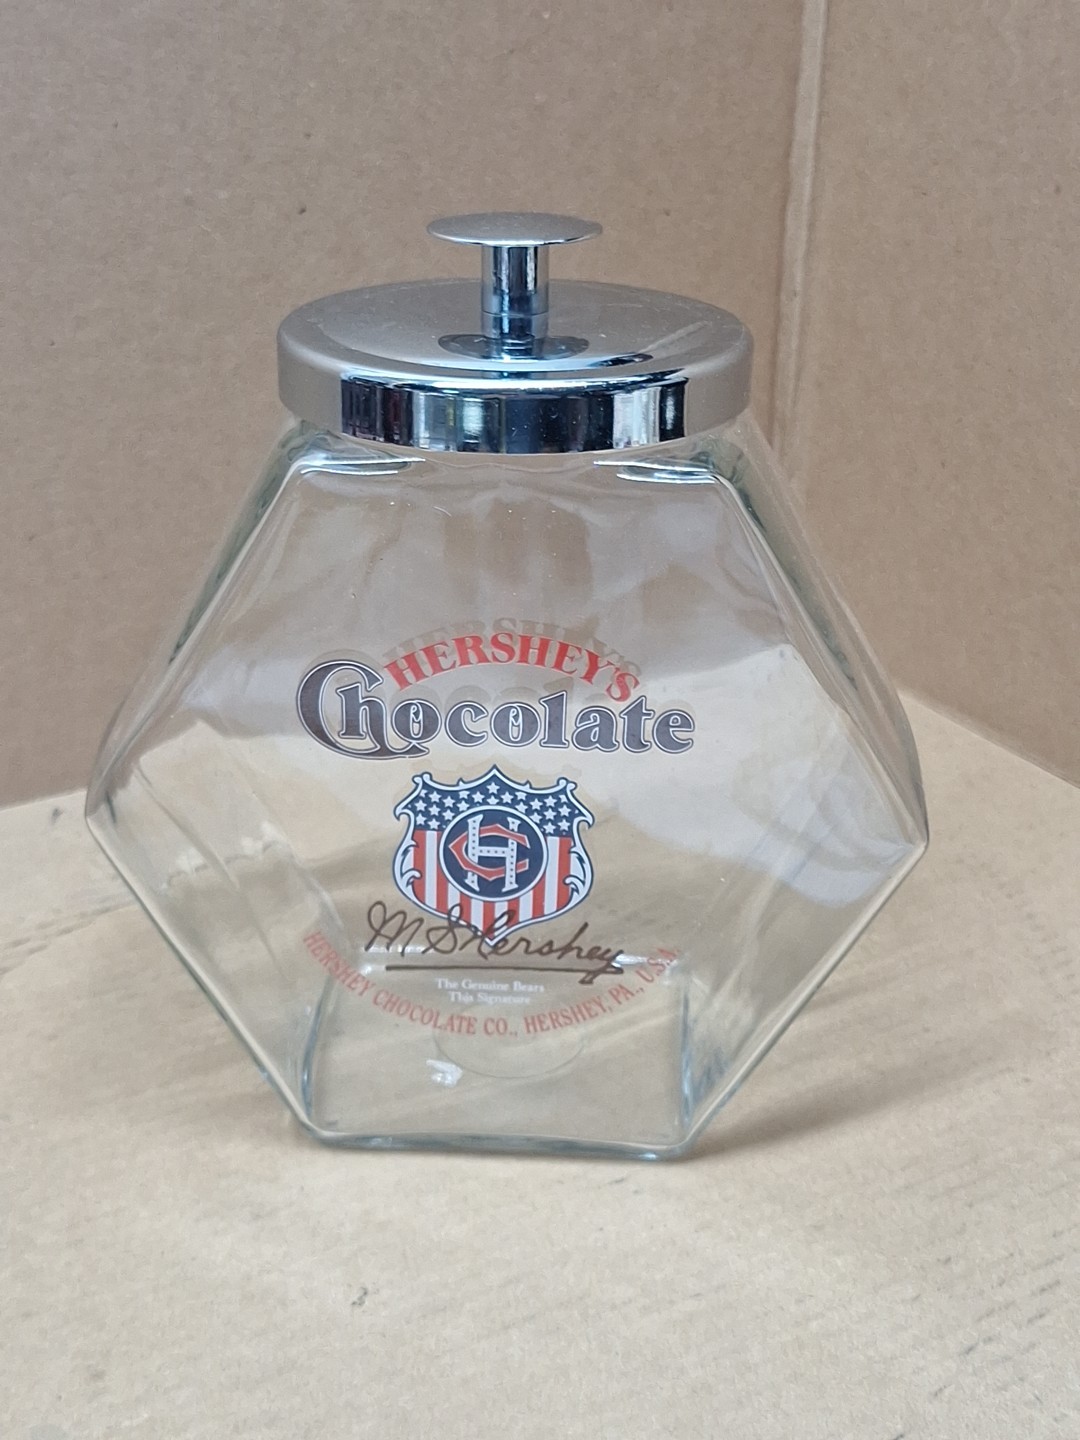 HERSHEY'S
Chocolate
HC
M. S. Hershey
The Genuine Bears
This Signature
HERSHEY CHOCOLATE CO., HERSHEY, PA., U.S.A.